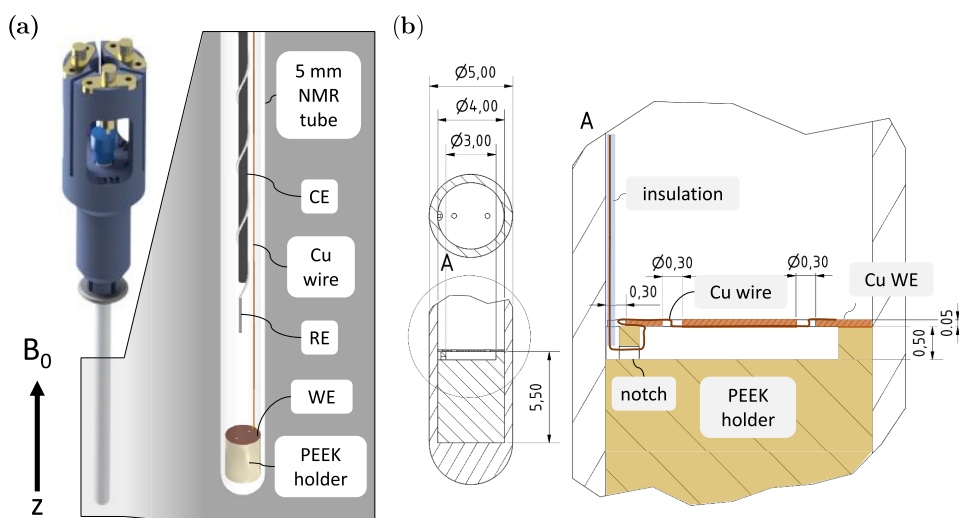 (a)
5 mm
NMR
tube
CE
Cu
wire
RE
WE
PEEK
holder
B0
z
(b)
Ø5,00
Ø4,00
Ø3,00
A
5,50
A
insulation
Ø0,30
Ø0,30
0,30
Cu wire
Cu WE
0.05
0,50
notch
PEEK
holder